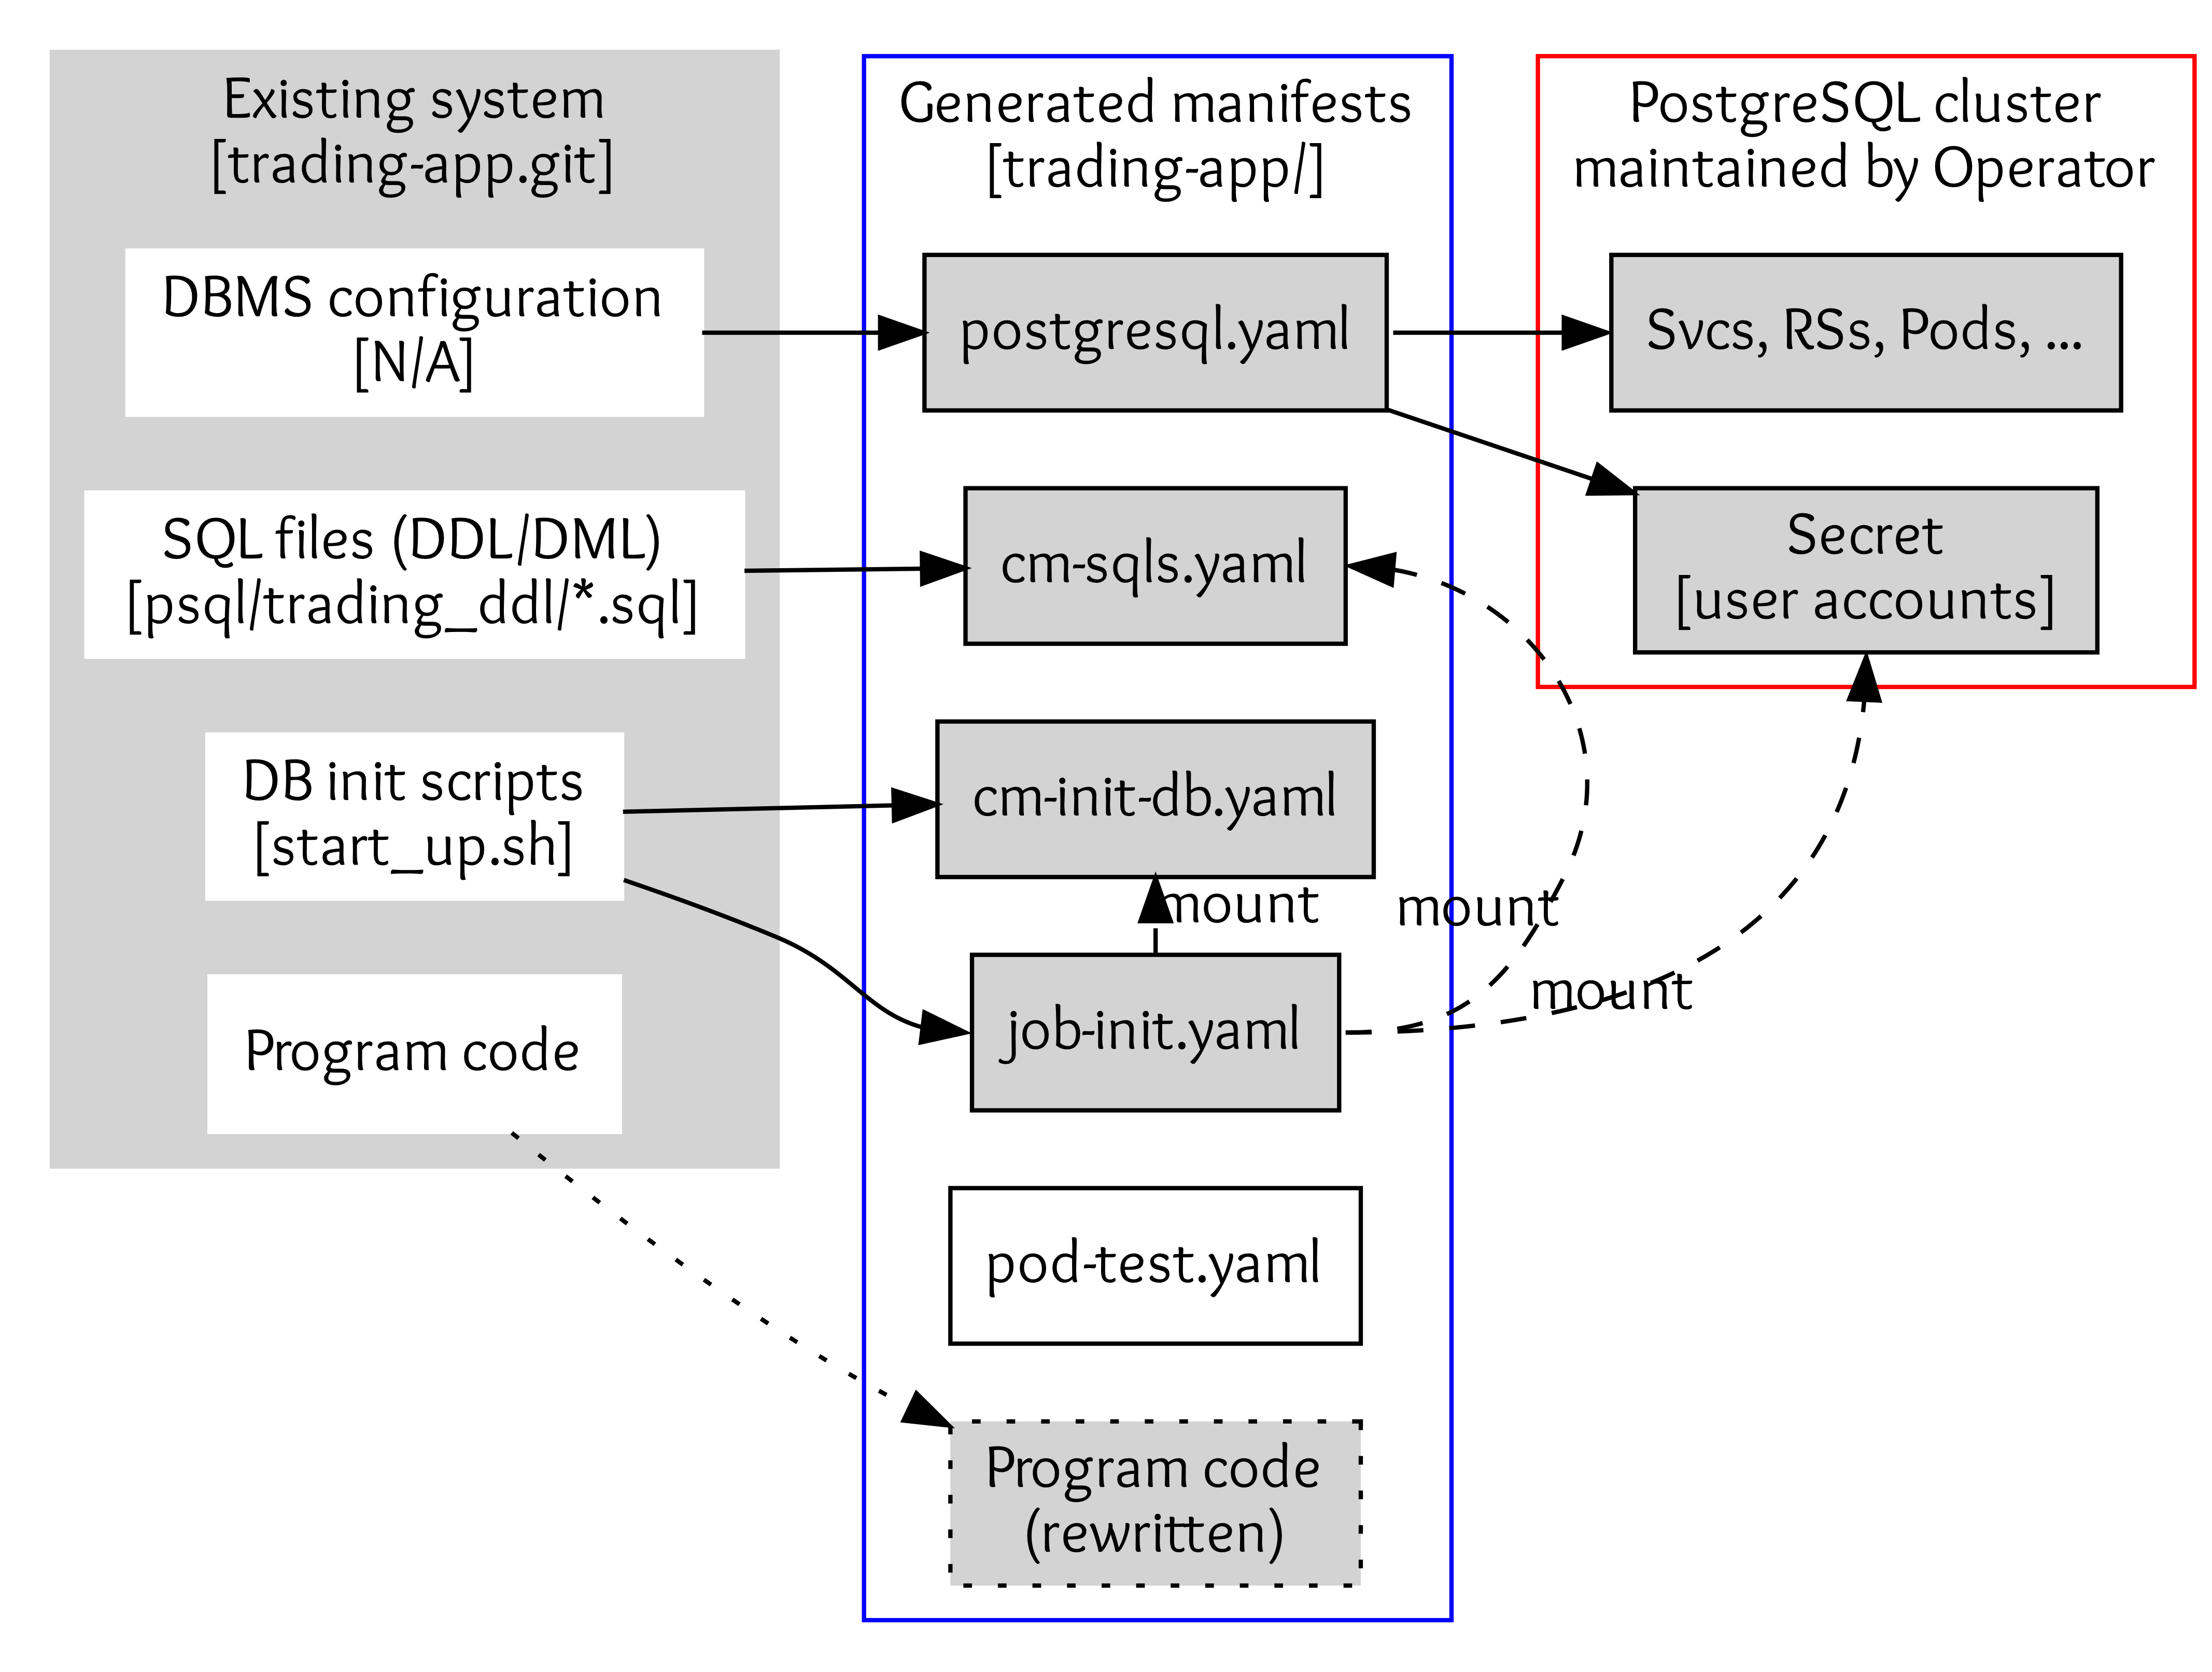 Existing system
[trading-app.git]
DBMS configuration
[N/A]
SQL files (DDL/DML)
[psql/trading_ddl/*.sql]
DB init scripts
[start_up.sh]
Program code
Generated manifests
[trading-app/]
postgresql.yaml
cm-sqls.yaml
cm-init-db.yaml
mount
job-init.yaml
pod-test.yaml
Program code
(rewritten)
mount
mount
PostgreSQL cluster
maintained by Operator
Svcs, RSs, Pods, ...
Secret
[user accounts]